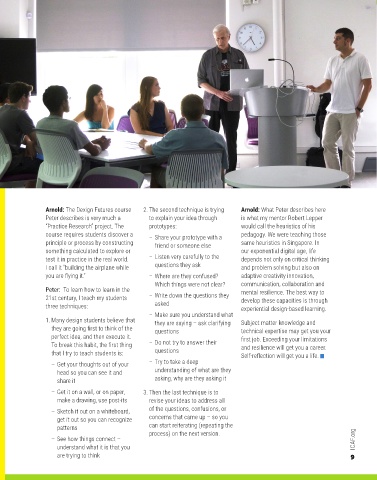 Arnold: The Design Futures course
Peter describes is very much a
"Practice Research" project. The
course requires students discover a
principle or process by constructing
something calculated to explore or
test it in practice in the real world.
I call it "building the airplane while
you are flying it."
Peter: To learn how to learn in the
21st century, I teach my students
three techniques:
1. Many design students believe that
they are going first to think of the
perfect idea, and then execute it.
To break this habit, the first thing
that I try to teach students is:
– Get your thoughts out of your
head so you can see it and
share it
– Get it on a wall, or on paper,
make a drawing, use post-its
– Sketch it out on a whiteboard,
get it out so you can recognize
patterns
– See how things connect –
understand what it is that you
are trying to think
2. The second technique is trying
to explain your idea through
prototypes:
– Share your prototype with a
friend or someone else
– Listen very carefully to the
questions they ask
– Where are they confused?
Which things were not clear?
– Write down the questions they
asked
– Make sure you understand what
they are saying – ask clarifying
questions
– Do not try to answer their
questions
– Try to take a deep
understanding of what are they
asking, why are they asking it
3. Then the last technique is to
revise your ideas to address all
of the questions, confusions, or
concerns that came up – so you
can start reiterating (repeating the
process) on the next version
Arnold: What Peter describes here
is what my mentor Robert Lepper
would call the heuristics of his
pedagogy. We were teaching those
same heuristics in Singapore. In
our exponential digital age, life
depends not only on critical thinking
and problem solving but also on
adaptive creativity innovation,
communication, collaboration and
mental resilience. The best way to
develop these capacities is through
experiential design-based learning.
Subject matter knowledge and
technical expertise may get you your
first job. Exceeding your limitations
and resilience will get you a career.
Self-reflection will get you a life.
ICAF.org
9